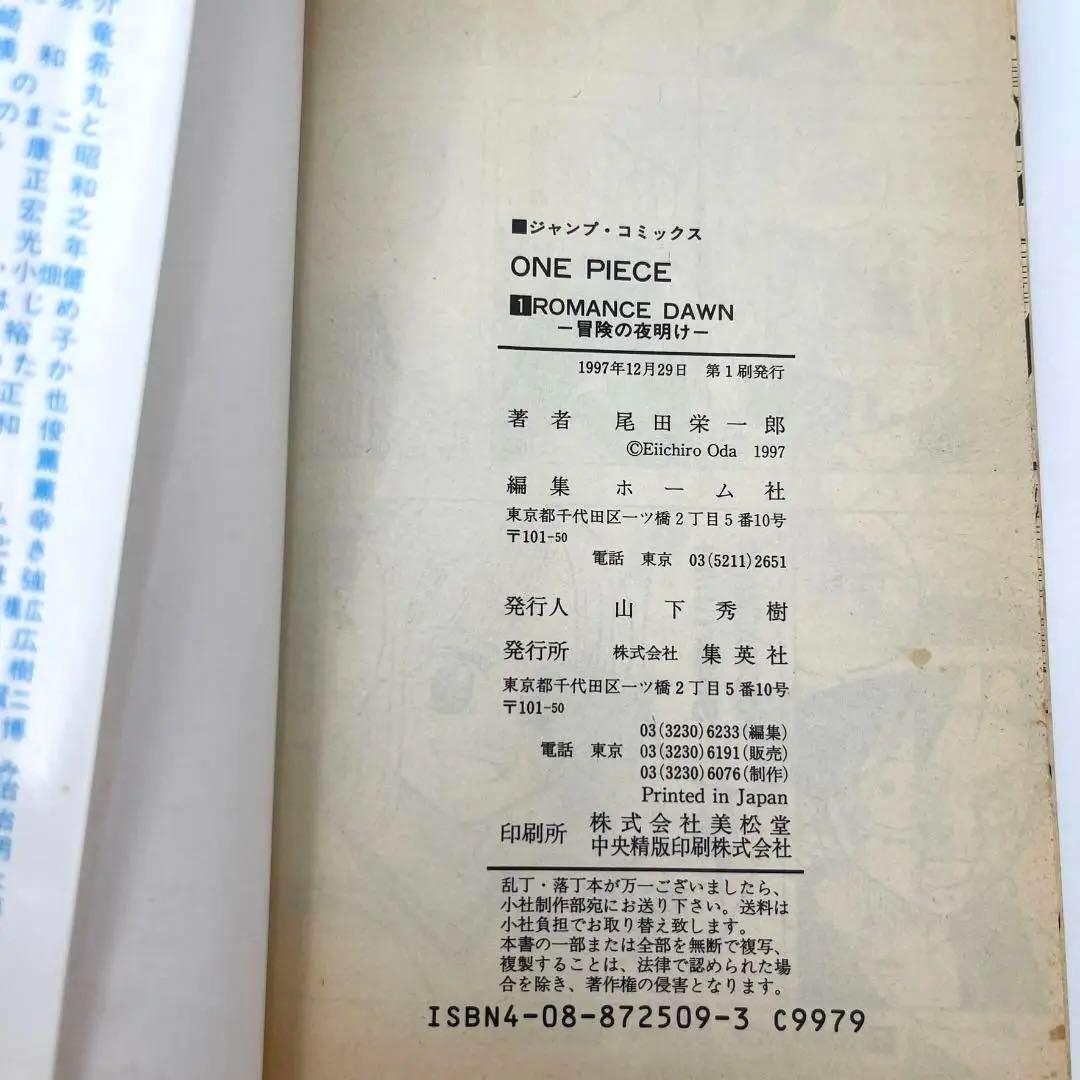 ■ジャンプ・コミックス
ONE PIECE
1 ROMANCE DAWN
—冒険の夜明け—
1997年12月29日 第1刷発行
著者 尾田栄一郎
©Eiichiro Oda 1997
編集 ホーム社
東京都千代田区一ツ橋2丁目5番10号
〒101-50
電話 東京 03(5211)2651
発行人 山下秀樹
発行所 株式会社 集英社
東京都千代田区一ツ橋2丁目5番10号
〒101-50
03(3230)6233(編集)
電話 東京 03(3230)6191(販売)
03(3230)6076(制作)
Printed in Japan
印刷所 株式会社美松堂
中央精版印刷株式会社
乱丁・落丁本が万一ございましたら、
小社制作部宛にお送り下さい。送料は
小社負担でお取り替え致します。
本書の一部または全部を無断で複写、
複製することは、法律で認められた場
合を除き、著作権の侵害となります。
ISBN4-08-872509-3 C9979